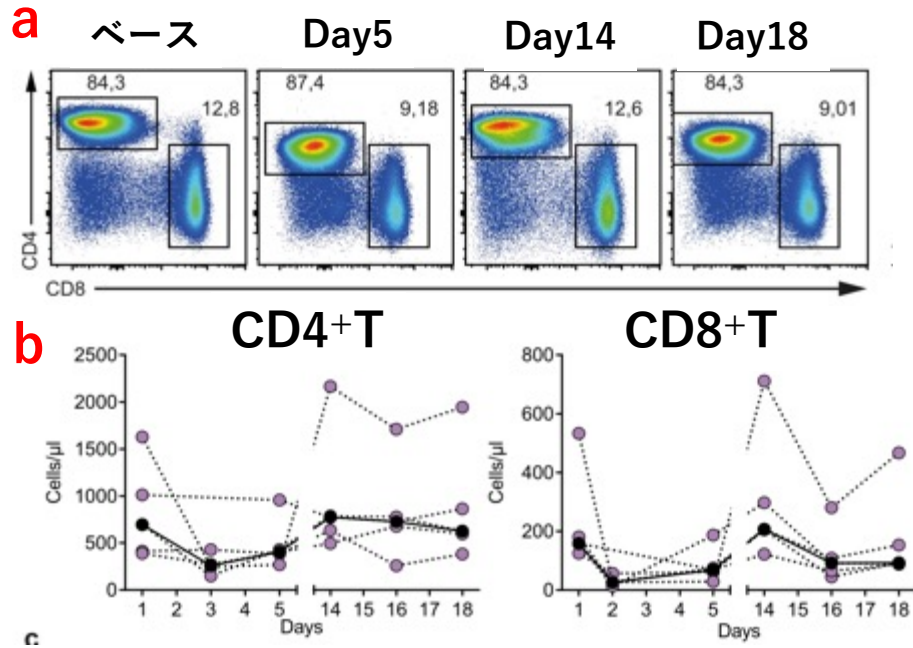 a
ベース Day5 Day14 Day18
84,3 12,8 87,4 9,18 84,3 12,6 84,3 9,01
CD4
CD8
b
CD4⁺T CD8⁺T
2500
2000
1500
1000
500
0
Cells/µl
1 2 3 4 5 14 15 16 17 18
Days
800
600
400
200
0
Cells/µl
1 2 3 4 5 14 15 16 17 18
Days
c